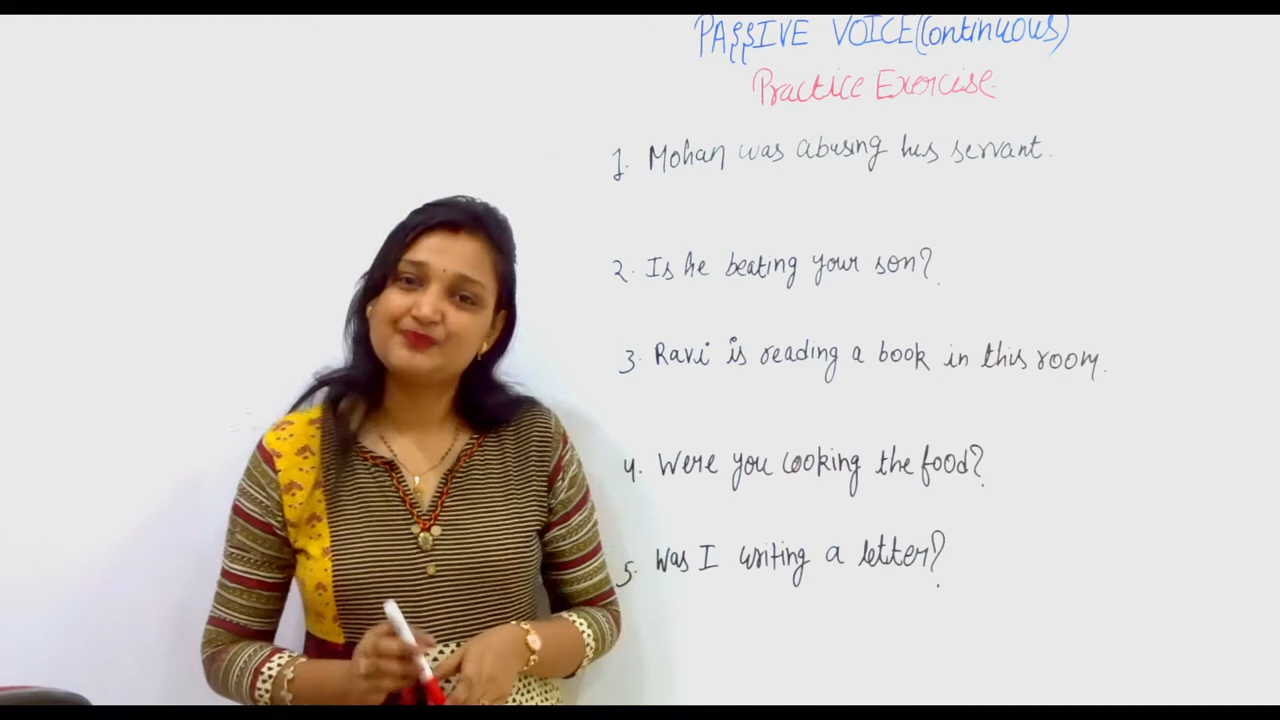 PASSIVE VOICE(Continuous)
Practice Exercise.
1. Mohan was abusing his servant.
2. Is he beating your son?
3. Ravi is reading a book in this room.
4. Were you cooking the food?
5. Was I writing a letter?